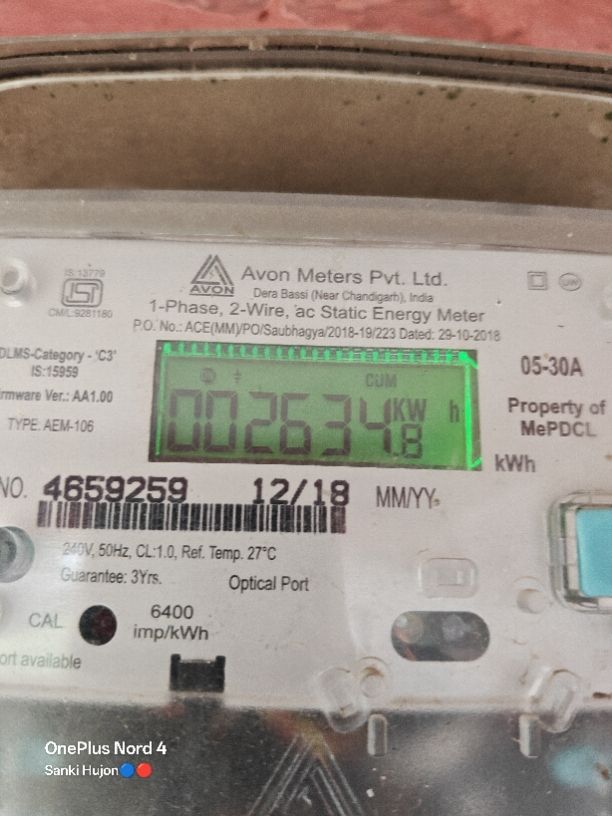 IS:13779
ISI
CM/L:9281180
AVON
Avon Meters Pvt. Ltd.
Dera Bassi (Near Chandigarh), India
1-Phase, 2-Wire, ac Static Energy Meter
P.O. No.: ACE(MM)/PO/Saubhagya/2018-19/223 Dated: 29-10-2018
DLMS-Category - 'C3'
IS:15959
irmware Ver.: AA1.00
TYPE: AEM-106
CUM
002634.8 KW h
05-30A
Property of
MePDCL
kWh
NO. 4659259 12/18 MM/YY
240V, 50Hz, CL:1.0, Ref. Temp. 27°C
Guarantee: 3Yrs. Optical Port
CAL
6400
imp/kWh
ort available
OnePlus Nord 4
Sanki Hujon🔵🔴